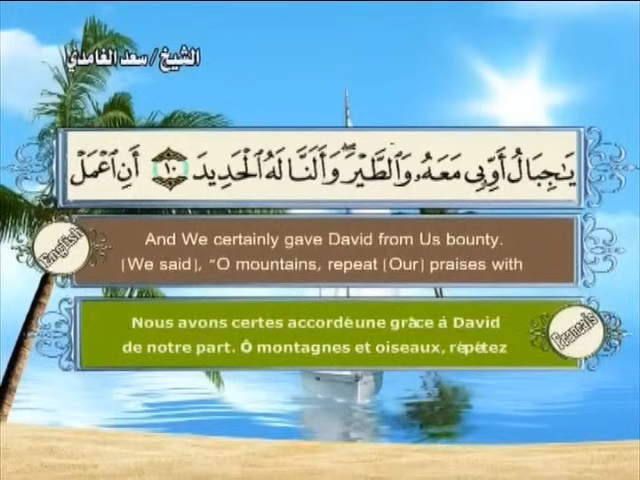 الشيخ / سعد الغامدي
يَٰجِبَالُ أَوِّبِى مَعَهُۥ وَٱلطَّيْرَ ۖ وَأَلَنَّا لَهُ ٱلْحَدِيدَ ١٠ أَنِ ٱعْمَلْ
English
And We certainly gave David from Us bounty.
[We said], "O mountains, repeat [Our] praises with
Nous avons certes accordé une grâce á David
de notre part. Ô montagnes et oiseaux, répétez
Francais